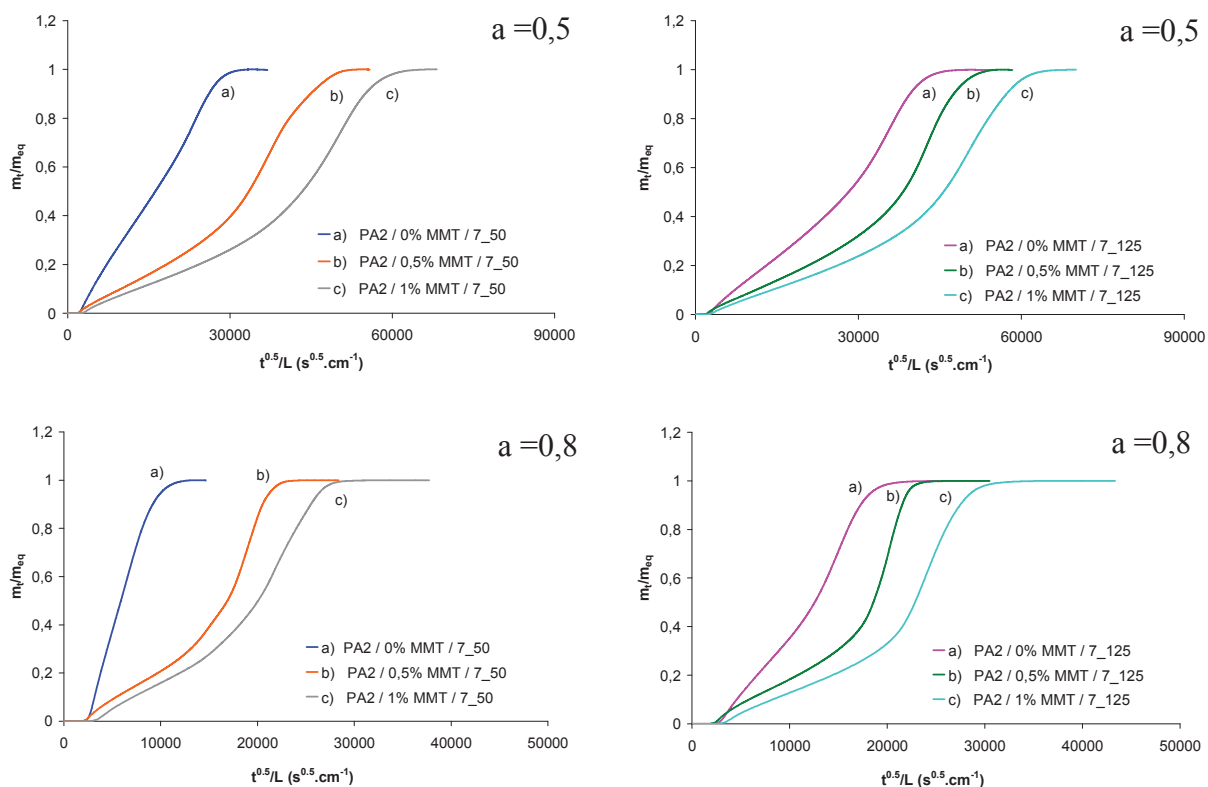 a =0,5
1,2
1
0,8
0,6
0,4
0,2
0
mt/meq
a)
b)
c)
a) PA2 / 0% MMT / 7_50
b) PA2 / 0,5% MMT / 7_50
c) PA2 / 1% MMT / 7_50
0 30000 60000 90000
t^0.5/L (s^0.5.cm^-1)
a =0,5
1,2
1
0,8
0,6
0,4
0,2
0
mt/meq
a)
b)
c)
a) PA2 / 0% MMT / 7_125
b) PA2 / 0,5% MMT / 7_125
c) PA2 / 1% MMT / 7_125
0 30000 60000 90000
t^0.5/L (s^0.5.cm^-1)
a =0,8
1,2
1
0,8
0,6
0,4
0,2
0
mt/meq
a)
b)
c)
a) PA2 / 0% MMT / 7_50
b) PA2 / 0,5% MMT / 7_50
c) PA2 / 1% MMT / 7_50
0 10000 20000 30000 40000 50000
t^0.5/L (s^0.5.cm^-1)
a =0,8
1,2
1
0,8
0,6
0,4
0,2
0
mt/meq
a)
b)
c)
a) PA2 / 0% MMT / 7_125
b) PA2 / 0,5% MMT / 7_125
c) PA2 / 1% MMT / 7_125
0 10000 20000 30000 40000 50000
t^0.5/L (s^0.5.cm^-1)